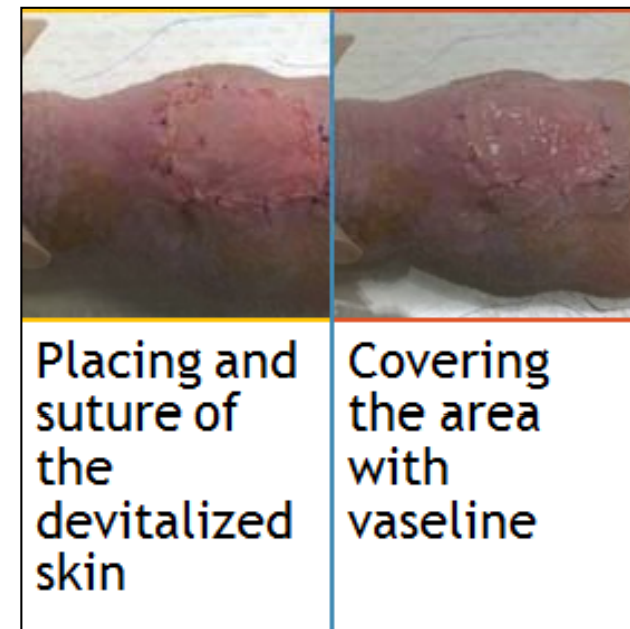 Placing and
suture of
the
devitalized
skin
Covering
the area
with
vaseline